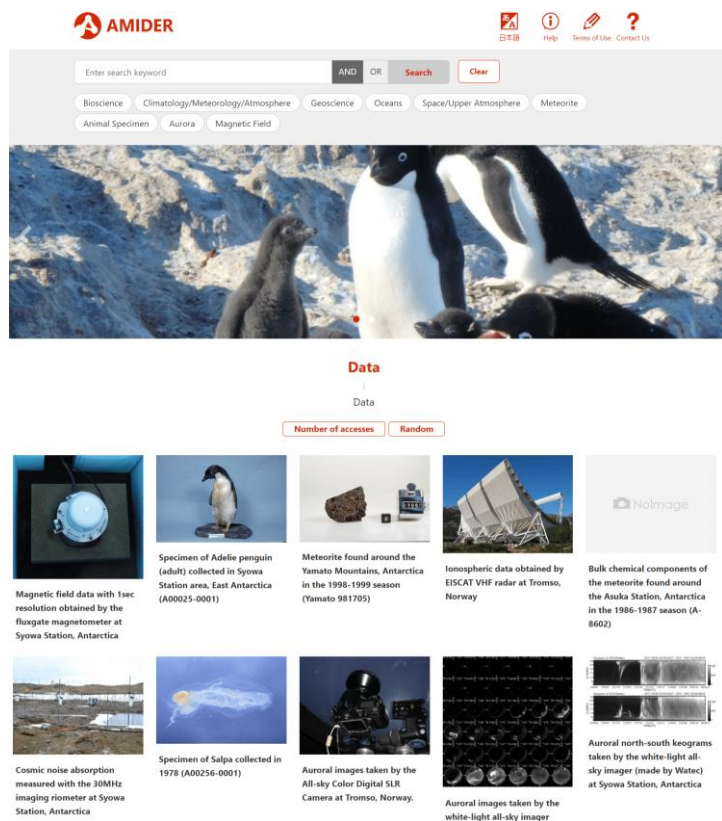 AMIDER
日本語
Help
Terms of Use
Contact Us
Enter search keyword
AND
OR
Search
Clear
Bioscience
Climatology/Meteorology/Atmosphere
Geoscience
Oceans
Space/Upper Atmosphere
Meteorite
Animal Specimen
Aurora
Magnetic Field
Data
Data
Number of accesses
Random
Magnetic field data with 1sec
resolution obtained by the
fluxgate magnetometer at
Syowa Station, Antarctica
Specimen of Adelie penguin
(adult) collected in Syowa
Station area, East Antarctica
(A00025-0001)
Meteorite found around the
Yamato Mountains, Antarctica
in the 1998-1999 season
(Yamato 981705)
Ionospheric data obtained by
EISCAT VHF radar at Tromso,
Norway
NoImage
Bulk chemical components of
the meteorite found around
the Asuka Station, Antarctica
in the 1986-1987 season (A-
8602)
Cosmic noise absorption
measured with the 30MHz
imaging riometer at Syowa
Station, Antarctica
Specimen of Salpa collected in
1978 (A00256-0001)
Auroral images taken by the
All-sky Color Digital SLR
Camera at Tromso, Norway.
Auroral images taken by the
white-light all-sky imager
Auroral north-south keograms
taken by the white-light all-
sky imager (made by Watec)
at Syowa Station, Antarctica